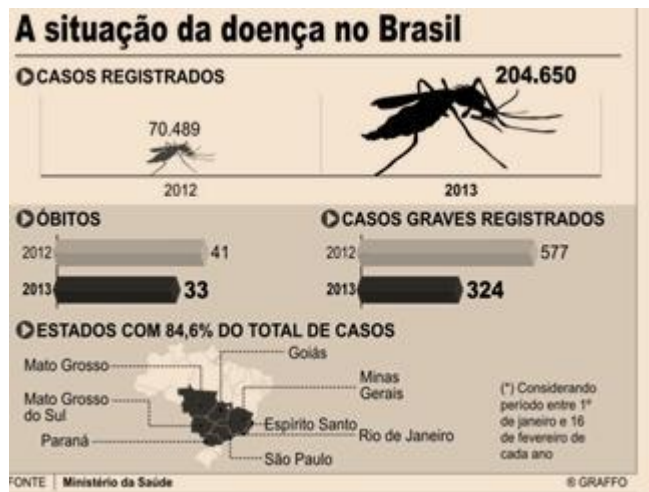 A situação da doença no Brasil
CASOS REGISTRADOS
70.489
204.650
2012
2013
ÓBITOS
2012 41
2013 33
CASOS GRAVES REGISTRADOS
2012 577
2013 324
ESTADOS COM 84,6% DO TOTAL DE CASOS
Mato Grosso
Mato Grosso
do Sul
Paraná
Goiás
Minas
Gerais
Espírito Santo
Rio de Janeiro
São Paulo
(*) Considerando
período entre 1º
de janeiro e 16
de fevereiro de
cada ano
FONTE Ministério da Saúde
© GRAFFO